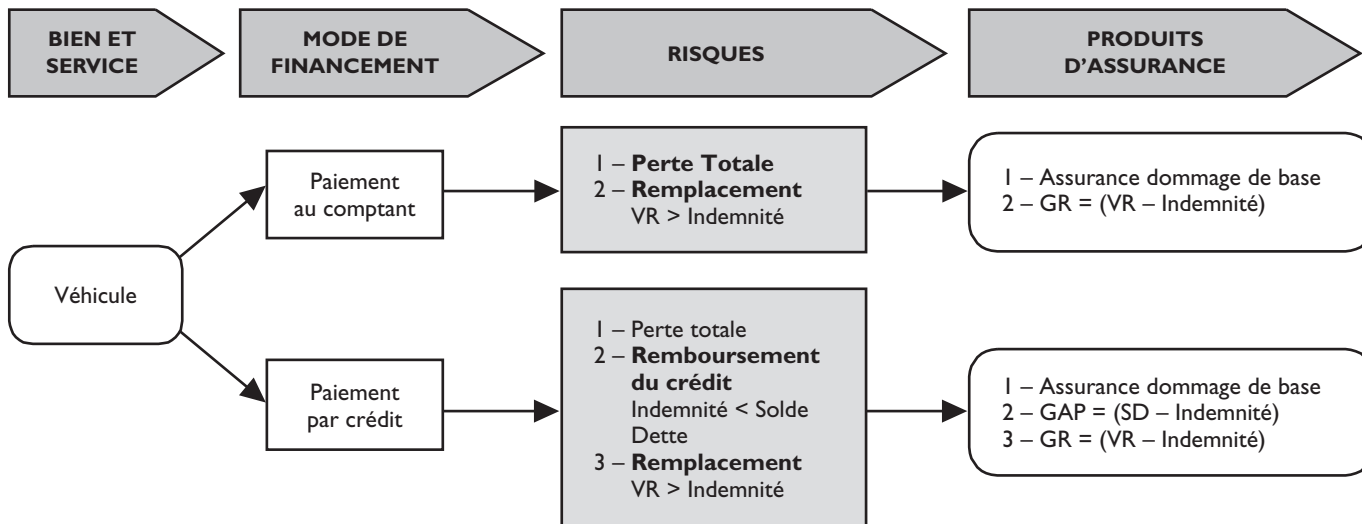 BIEN ET
SERVICE
MODE DE
FINANCEMENT
RISQUES
PRODUITS
D'ASSURANCE
Véhicule
Paiement
au comptant
1 – Perte Totale
2 – Remplacement
VR > Indemnité
1 – Assurance dommage de base
2 – GR = (VR – Indemnité)
Paiement
par crédit
1 – Perte totale
2 – Remboursement
du crédit
Indemnité < Solde
Dette
3 – Remplacement
VR > Indemnité
1 – Assurance dommage de base
2 – GAP = (SD – Indemnité)
3 – GR = (VR – Indemnité)